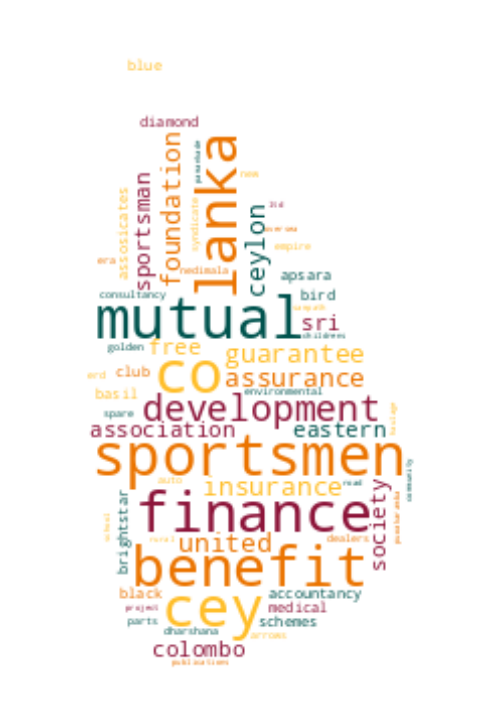 blue
diamond
lanka
foundation
sportsman
new
assosicates
syndicate
ceylon
ltd
era
nedimala
empire
apsara
consultancy
bird
mutual
sri
childrens
golden
free
guarantee
co
club
assurance
erd
basil
environmental
development
spare
association
eastern
sportsmen
community
auto
insurance
road
society
brightstar
finance
school
rural
united
dealers
benefit
black
cey
accountancy
project
medical
parts
schemes
dharshana
arrows
colombo
publications